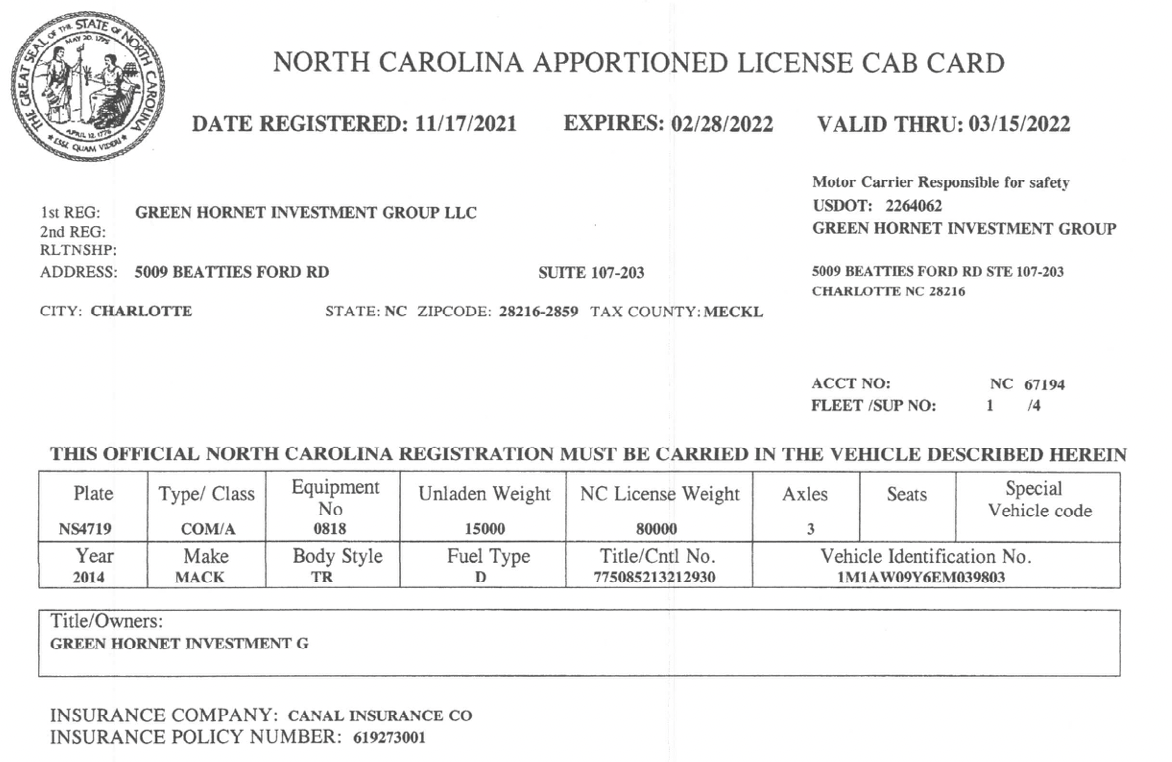 THE GREAT SEAL OF THE STATE OF NORTH CAROLINA
MAY 20, 1775
APRIL 12, 1776
ESSE QUAM VIDERI
NORTH CAROLINA APPORTIONED LICENSE CAB CARD
DATE REGISTERED: 11/17/2021 EXPIRES: 02/28/2022 VALID THRU: 03/15/2022
Motor Carrier Responsible for safety
1st REG: GREEN HORNET INVESTMENT GROUP LLC USDOT: 2264062
2nd REG: GREEN HORNET INVESTMENT GROUP
RLTNSHP:
ADDRESS: 5009 BEATTIES FORD RD SUITE 107-203 5009 BEATTIES FORD RD STE 107-203
CHARLOTTE NC 28216
CITY: CHARLOTTE STATE: NC ZIPCODE: 28216-2859 TAX COUNTY: MECKL
ACCT NO: NC 67194
FLEET /SUP NO: 1 /4
THIS OFFICIAL NORTH CAROLINA REGISTRATION MUST BE CARRIED IN THE VEHICLE DESCRIBED HEREIN
Plate Type/ Class Equipment No Unladen Weight NC License Weight Axles Seats Special Vehicle code
NS4719 COM/A 0818 15000 80000 3
Year Make Body Style Fuel Type Title/Cntl No. Vehicle Identification No.
2014 MACK TR D 775085213212930 1M1AW09Y6EM039803
Title/Owners:
GREEN HORNET INVESTMENT G
INSURANCE COMPANY: CANAL INSURANCE CO
INSURANCE POLICY NUMBER: 619273001